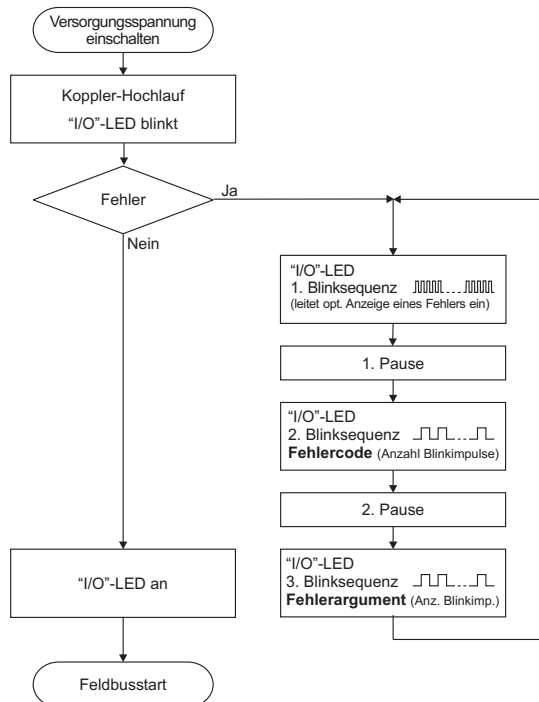 Versorgungsspannung
einschalten
Koppler-Hochlauf
“I/O”-LED blinkt
Fehler
Ja
Nein
“I/O”-LED
1. Blinksequenz
(leitet opt. Anzeige eines Fehlers ein)
1. Pause
“I/O”-LED
2. Blinksequenz
Fehlercode (Anzahl Blinkimpulse)
2. Pause
“I/O”-LED
3. Blinksequenz
Fehlerargument (Anz. Blinkimp.)
“I/O”-LED an
Feldbusstart